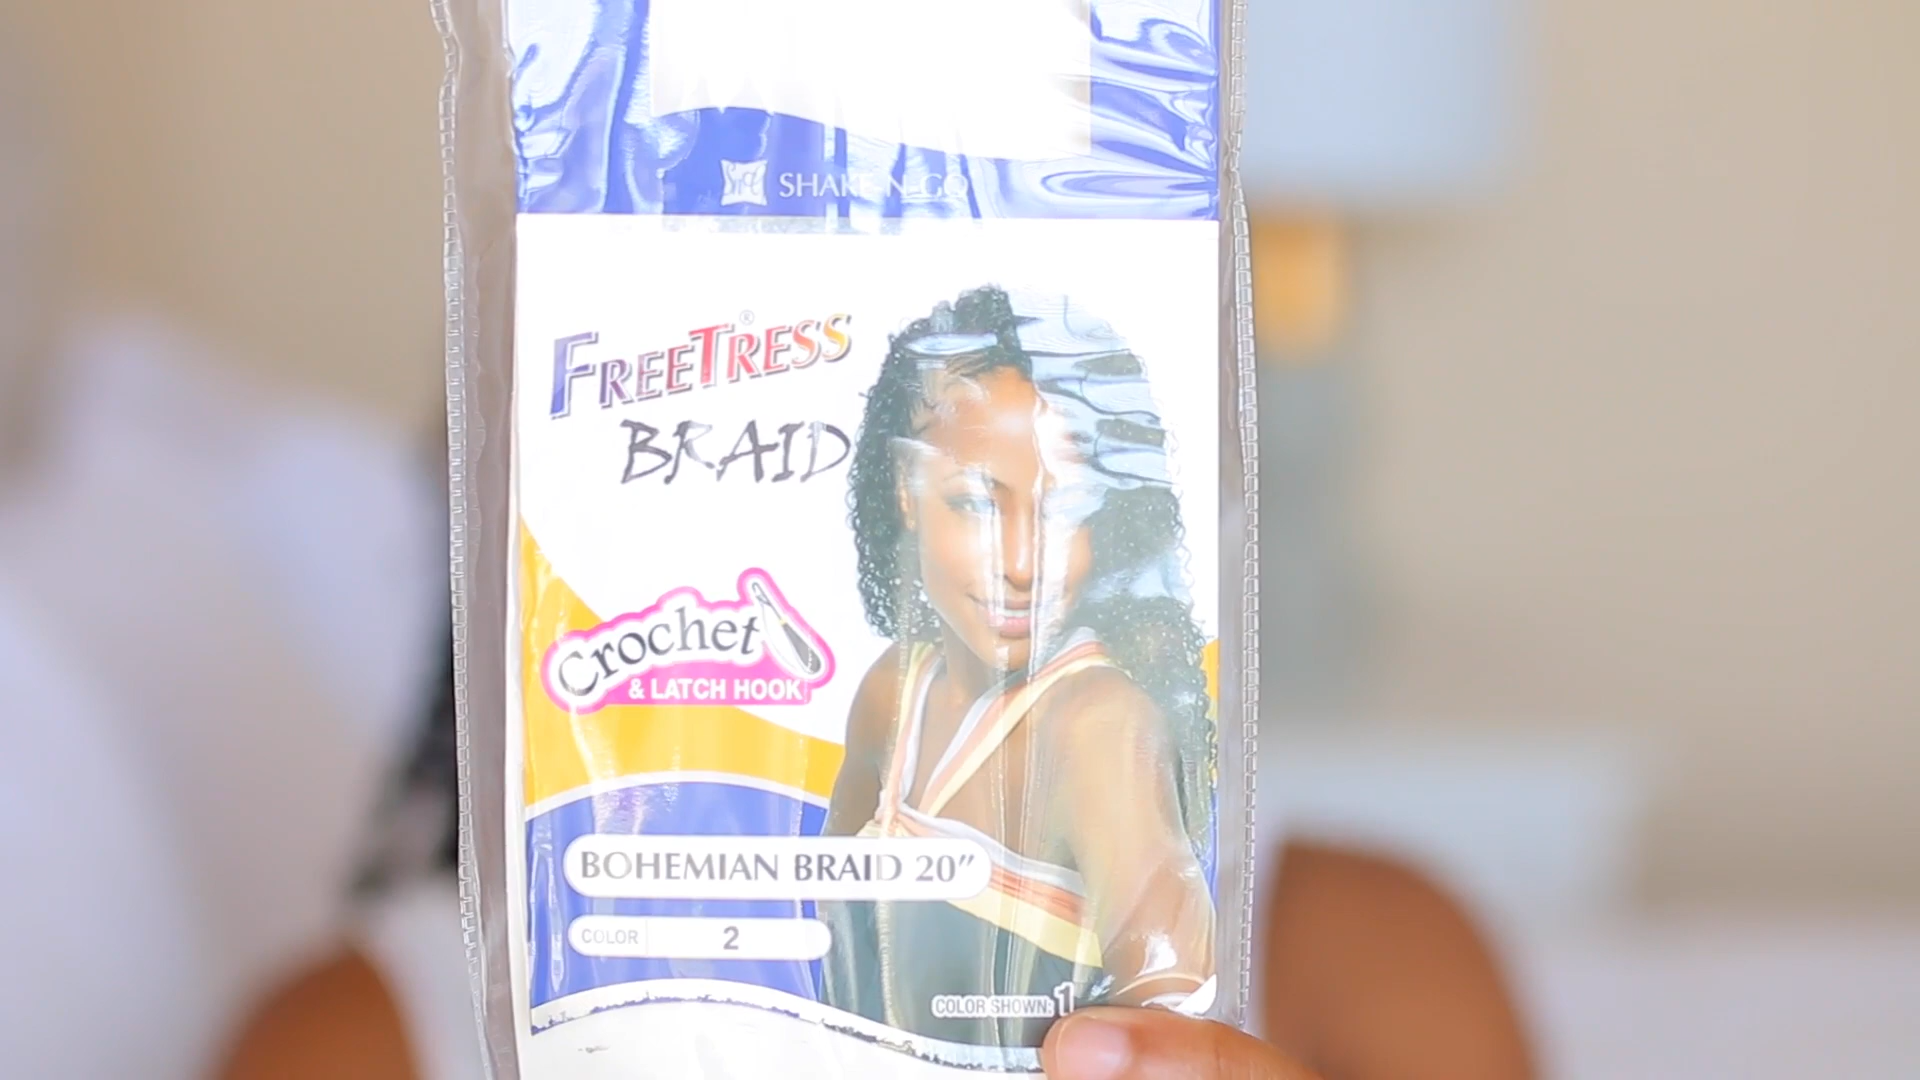 SHAKE-N-GO
FREETRESS®
BRAID
Crochet
& LATCH HOOK
BOHEMIAN BRAID 20"
COLOR 2
COLOR SHOWN: 1